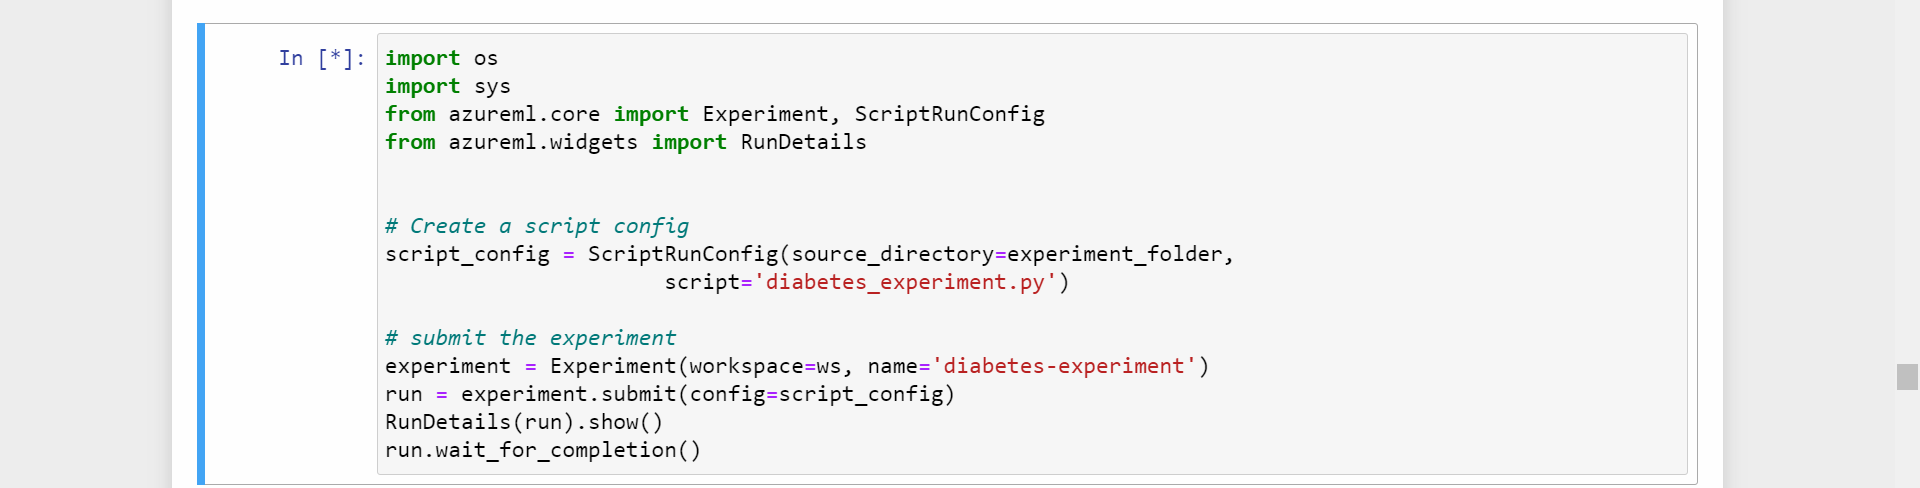 In [*]: import os
import sys
from azureml.core import Experiment, ScriptRunConfig
from azureml.widgets import RunDetails
# Create a script config
script_config = ScriptRunConfig(source_directory=experiment_folder,
script='diabetes_experiment.py')
# submit the experiment
experiment = Experiment(workspace=ws, name='diabetes-experiment')
run = experiment.submit(config=script_config)
RunDetails(run).show()
run.wait_for_completion()